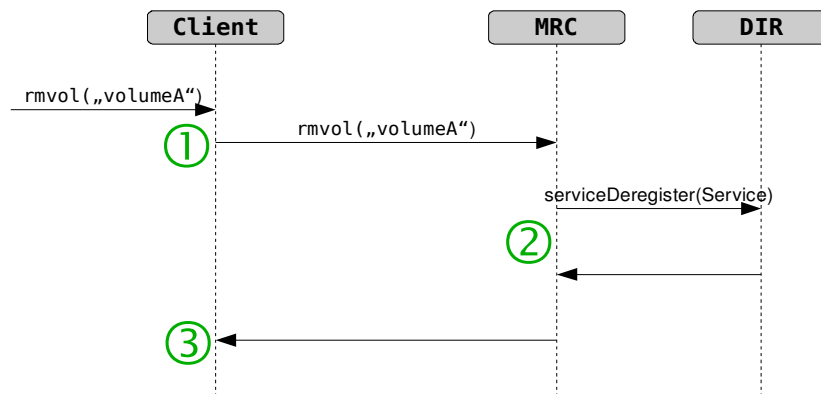 Client MRC DIR
rmvol(„volumeA“)
① rmvol(„volumeA“)
serviceDeregister(Service)
②
③